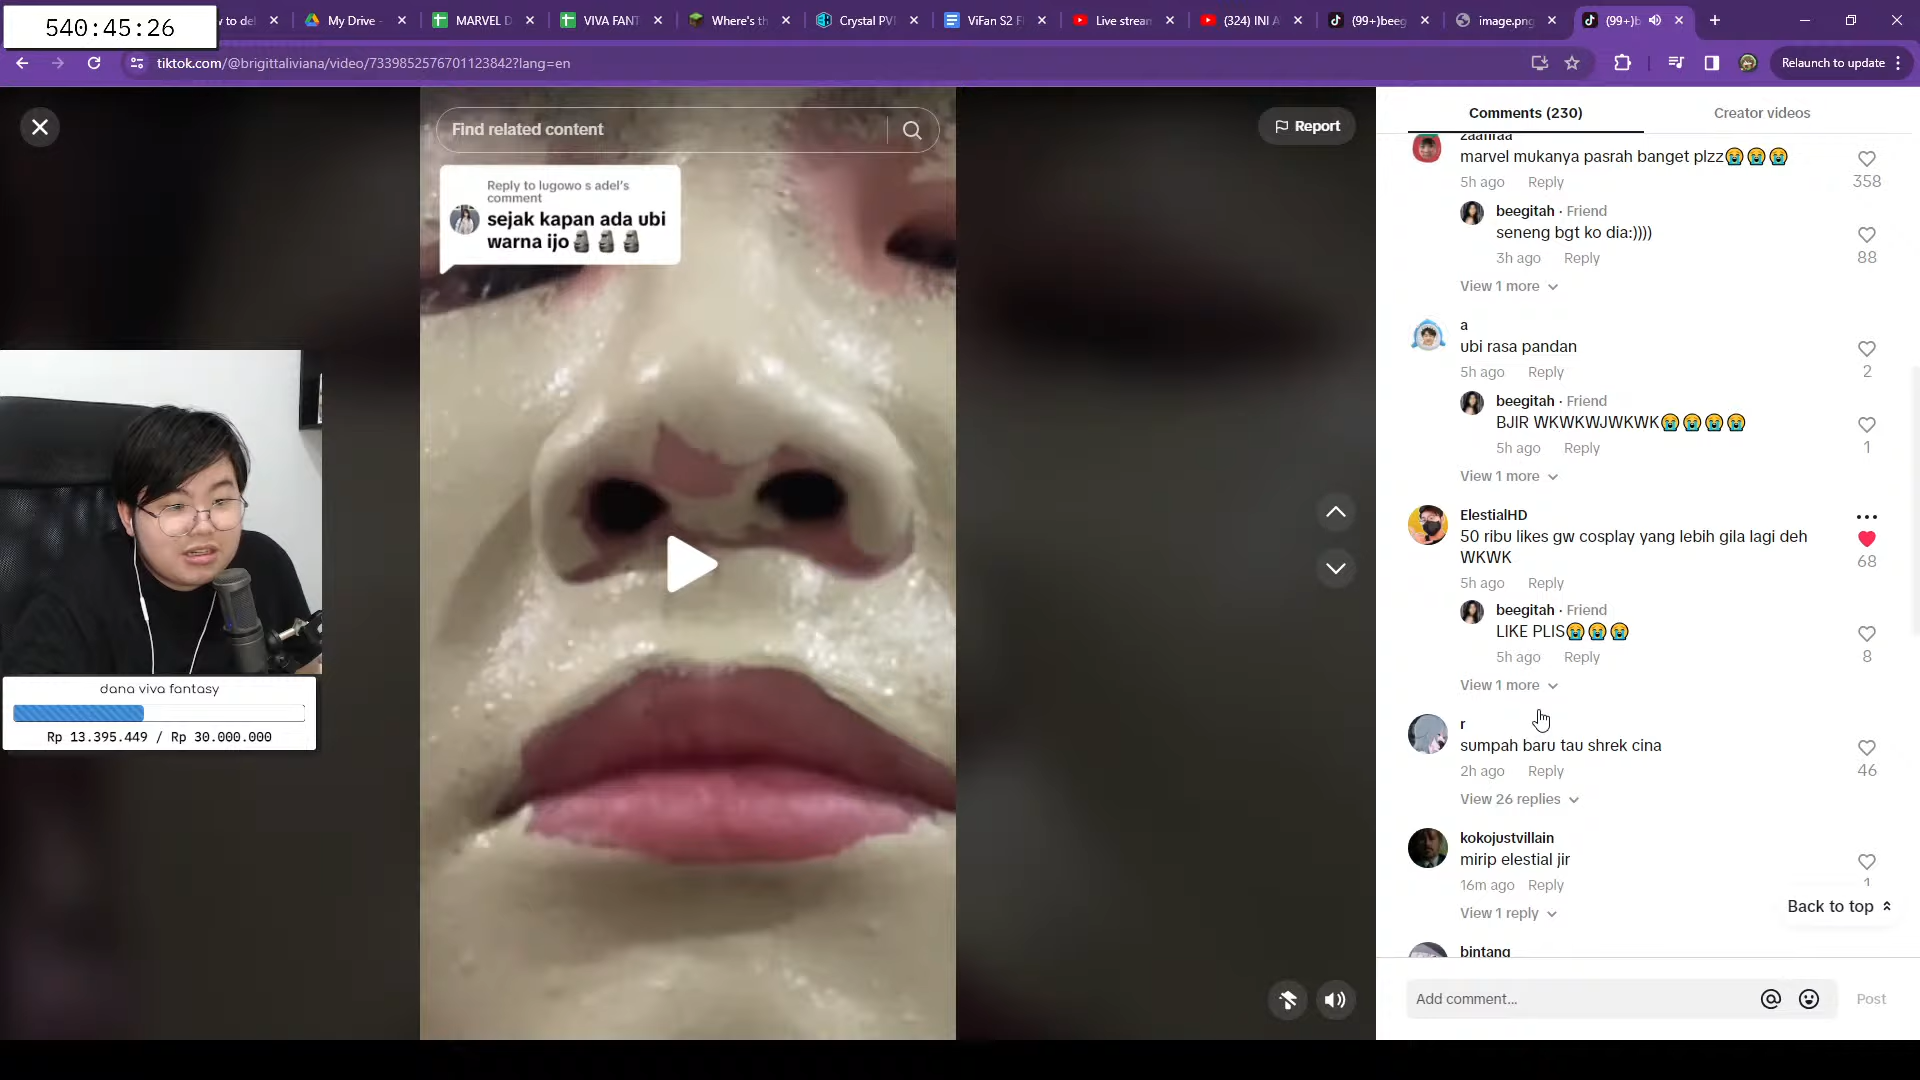 540:45:26
w to del
My Drive -
MARVEL D
VIVA FANT
Where's th
Crystal PVP
ViFan S2 F
Live stream
(324) INI A
(99+)beeg
image.png
(99+)b
tiktok.com/@brigittaliviana/video/7339852576701123842?lang=en
Relaunch to update
Find related content
Report
Reply to lugowo s adel's
comment
sejak kapan ada ubi
warna ijo🗿🗿🗿
dana viva fantasy
Rp 13.395.449 / Rp 30.000.000
Comments (230)
Creator videos
zaahraa
marvel mukanya pasrah banget plzz😭😭😭
5h ago Reply
358
beegitah · Friend
seneng bgt ko dia:))))
3h ago Reply
88
View 1 more
a
ubi rasa pandan
5h ago Reply
2
beegitah · Friend
BJIR WKWKWJWKWK😭😭😭😭
5h ago Reply
1
View 1 more
ElestialHD
50 ribu likes gw cosplay yang lebih gila lagi deh
WKWK
5h ago Reply
68
beegitah · Friend
LIKE PLIS😭😭😭
5h ago Reply
8
View 1 more
r
sumpah baru tau shrek cina
2h ago Reply
46
View 26 replies
kokojustvillain
mirip elestial jir
16m ago Reply
1
View 1 reply
Back to top
bintang
Add comment...
Post